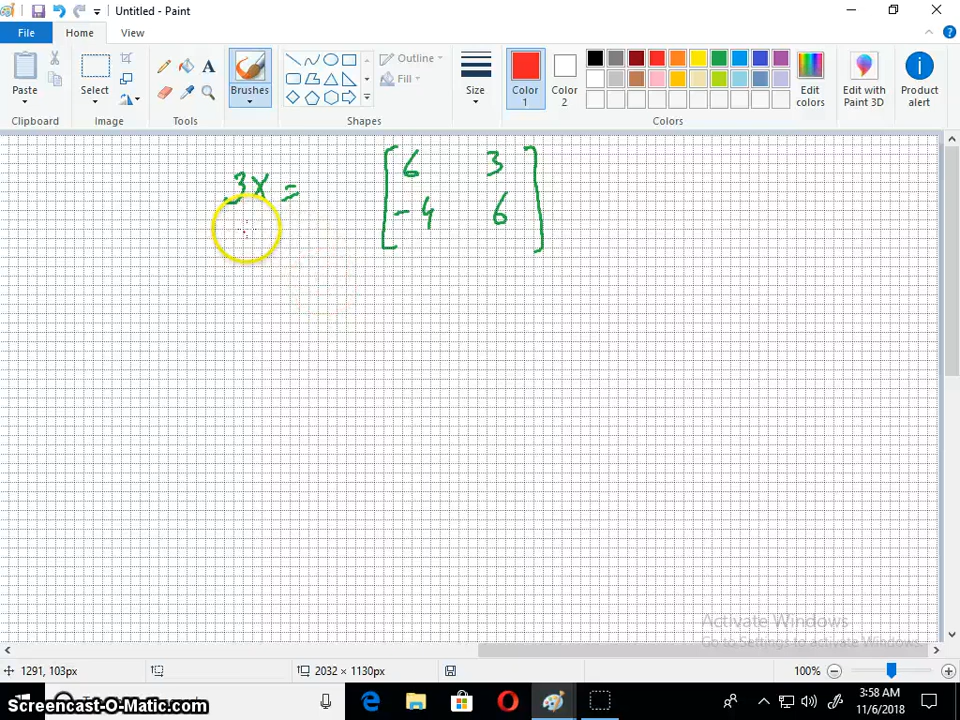 Untitled - Paint
File Home View
Paste Select Brushes Outline Fill Size Color 1 Color 2 Edit colors Edit with Paint 3D Product alert
Clipboard Image Tools Shapes Colors
3X = [ 6 3
-4 6 ]
Activate Windows
Go to Settings to activate Windows.
1291, 103px 2032 × 1130px 100%
3:58 AM
11/6/2018
Screencast-O-Matic.com